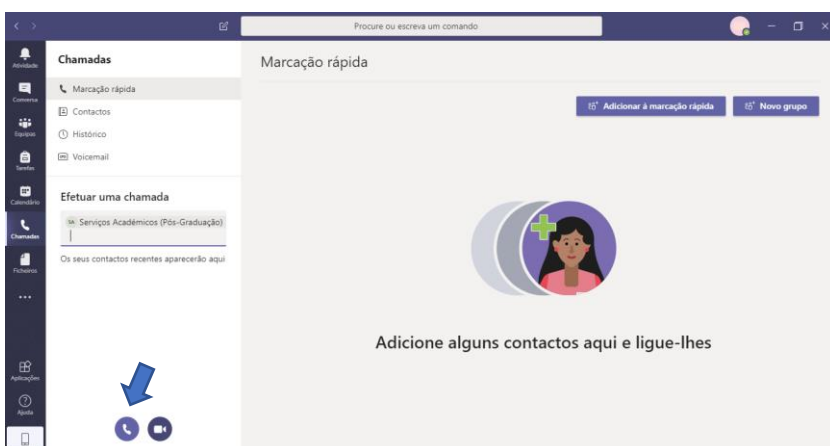 Procure ou escreva um comando
Atividade
Conversa
Equipas
Tarefas
Calendário
Chamadas
Ficheiros
Aplicações
Ajuda
Chamadas
Marcação rápida
Contactos
Histórico
Voicemail
Efetuar uma chamada
SA Serviços Académicos (Pós-Graduação)
Os seus contactos recentes aparecerão aqui
Marcação rápida
Adicionar à marcação rápida
Novo grupo
Adicione alguns contactos aqui e ligue-lhes